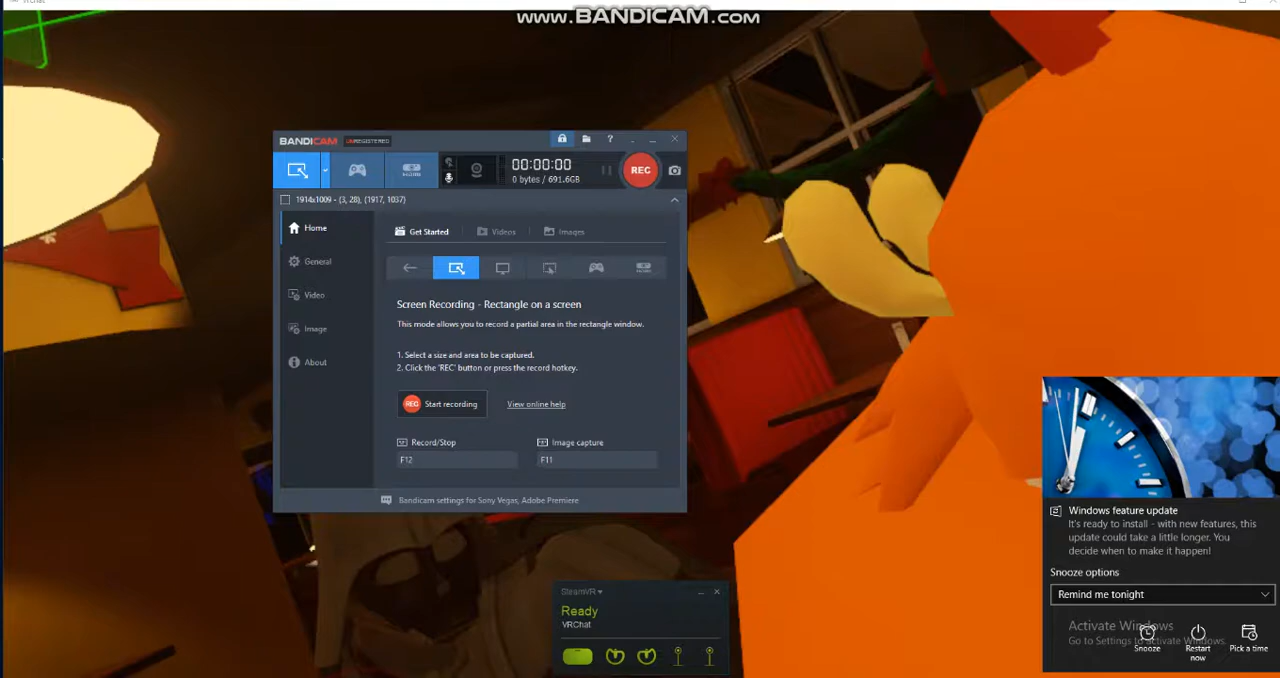 VRChat
www.BANDICAM.com
BANDICAM UNREGISTERED
00:00:00
0 bytes / 691.6GB
REC
1914x1009 - (3, 28), (1917, 1037)
Home
General
Video
Image
About
Get Started
Videos
Images
Screen Recording - Rectangle on a screen
This mode allows you to record a partial area in the rectangle window.
1. Select a size and area to be captured.
2. Click the 'REC' button or press the record hotkey.
REC Start recording
View online help
Record/Stop
Image capture
F12
F11
Bandicam settings for Sony Vegas, Adobe Premiere
SteamVR
Ready
VRChat
Windows feature update
It's ready to install - with new features, this
update could take a little longer. You
decide when to make it happen!
Snooze options
Remind me tonight
Activate Windows
Go to Settings to activate Windows.
Snooze
Restart
now
Pick a time